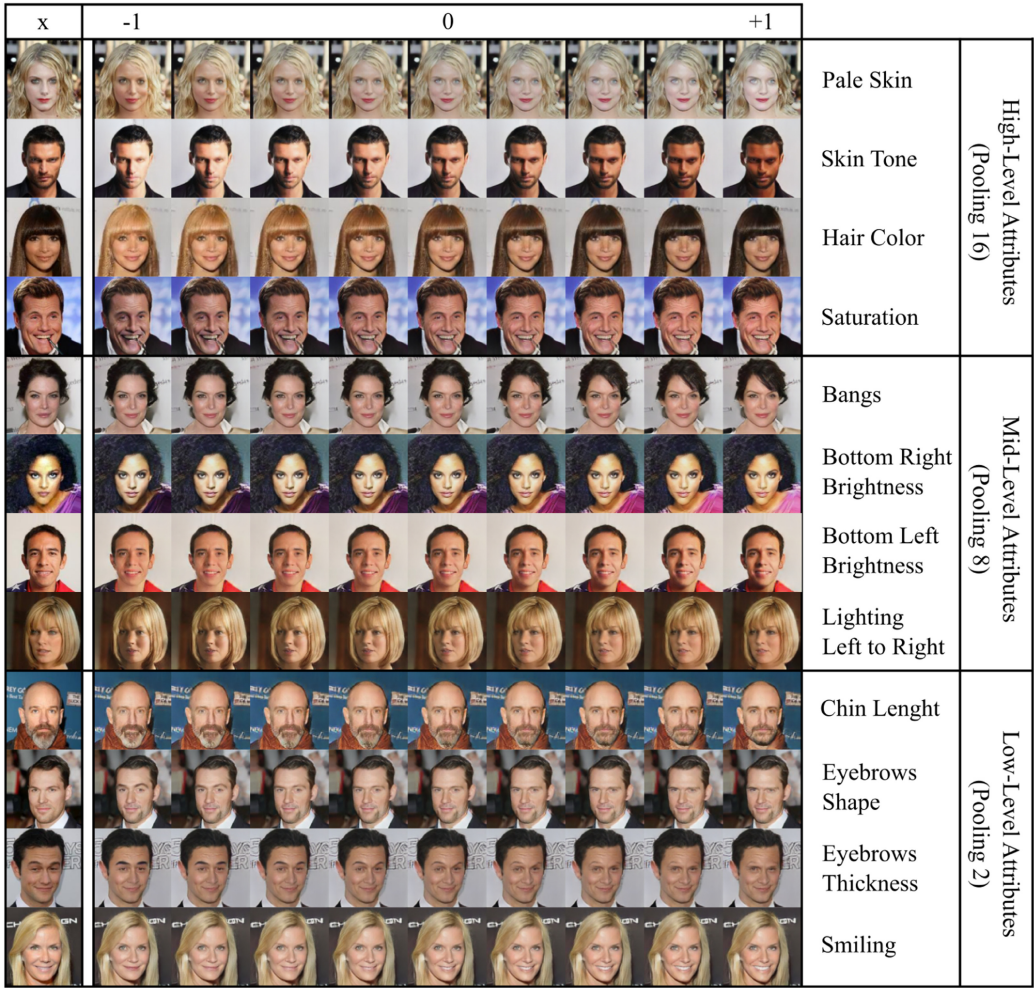 x -1 0 +1
Pale Skin
Skin Tone
Hair Color
Saturation
High-Level Attributes
(Pooling 16)
Bangs
Bottom Right
Brightness
Bottom Left
Brightness
Lighting
Left to Right
Mid-Level Attributes
(Pooling 8)
Chin Lenght
Eyebrows
Shape
Eyebrows
Thickness
Smiling
Low-Level Attributes
(Pooling 2)